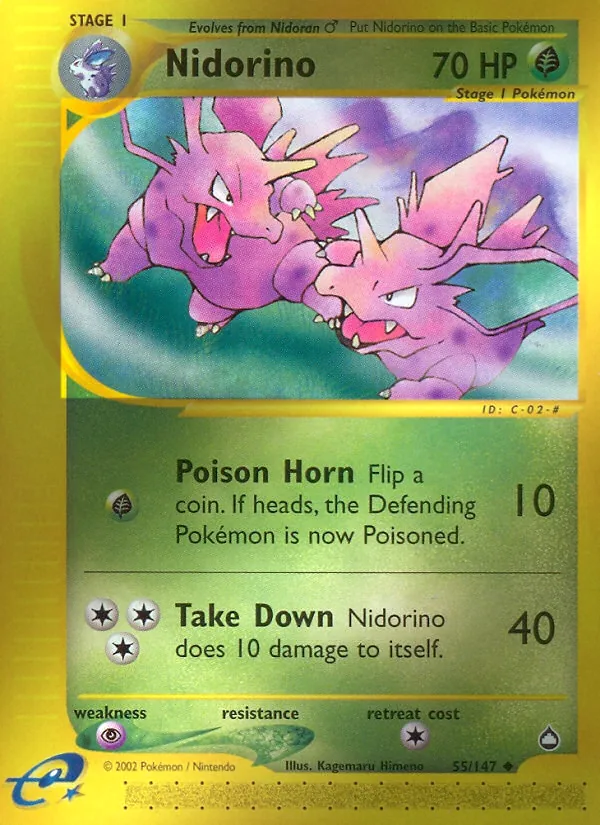 STAGE 1
Evolves from Nidoran ♂ Put Nidorino on the Basic Pokémon
Nidorino 70 HP
Stage 1 Pokémon
ID: C-02-#
Poison Horn Flip a
coin. If heads, the Defending
Pokémon is now Poisoned.
10
Take Down Nidorino
does 10 damage to itself.
40
weakness resistance retreat cost
© 2002 Pokémon / Nintendo Illus. Kagemaru Himeno 55/147
e